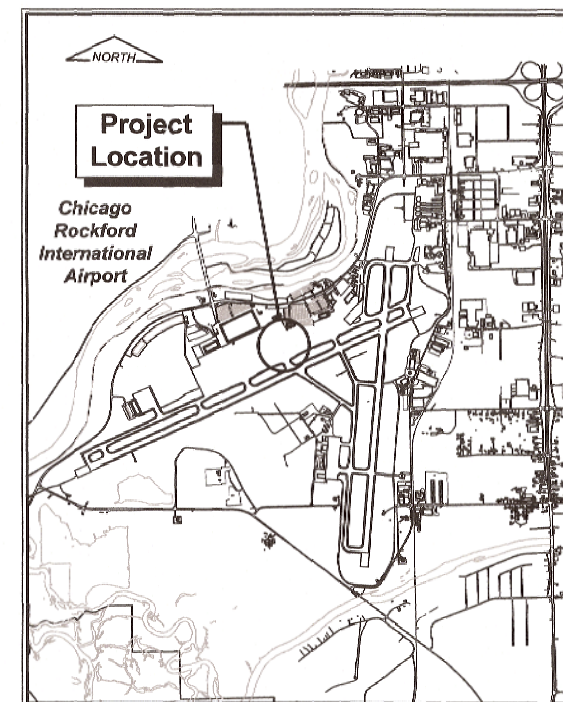 NORTH
Project
Location
Chicago
Rockford
International
Airport